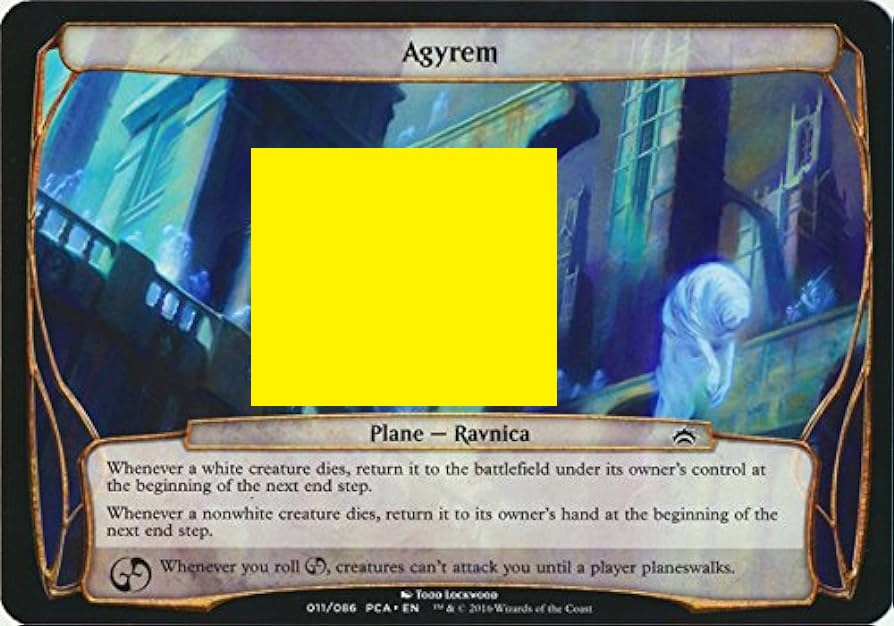 Agyrem
Plane — Ravnica
Whenever a white creature dies, return it to the battlefield under its owner's control at
the beginning of the next end step.
Whenever a nonwhite creature dies, return it to its owner's hand at the beginning of the
next end step.
Whenever you roll , creatures can't attack you until a player planeswalks.
Todd Lockwood
011/086 PCA • EN ™ & © 2016 Wizards of the Coast